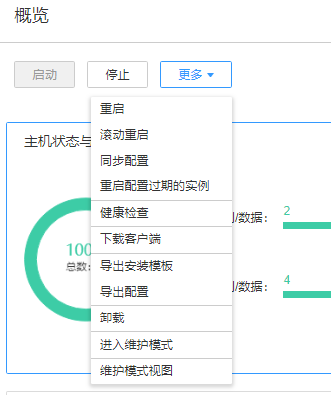 概览
启动 停止 更多
重启
滚动重启
主机状态与
同步配置
重启配置过期的实例
健康检查
/数据： 2
下载客户端
100
总数：
导出安装模板
导出配置
4
卸载
进入维护模式
维护模式视图